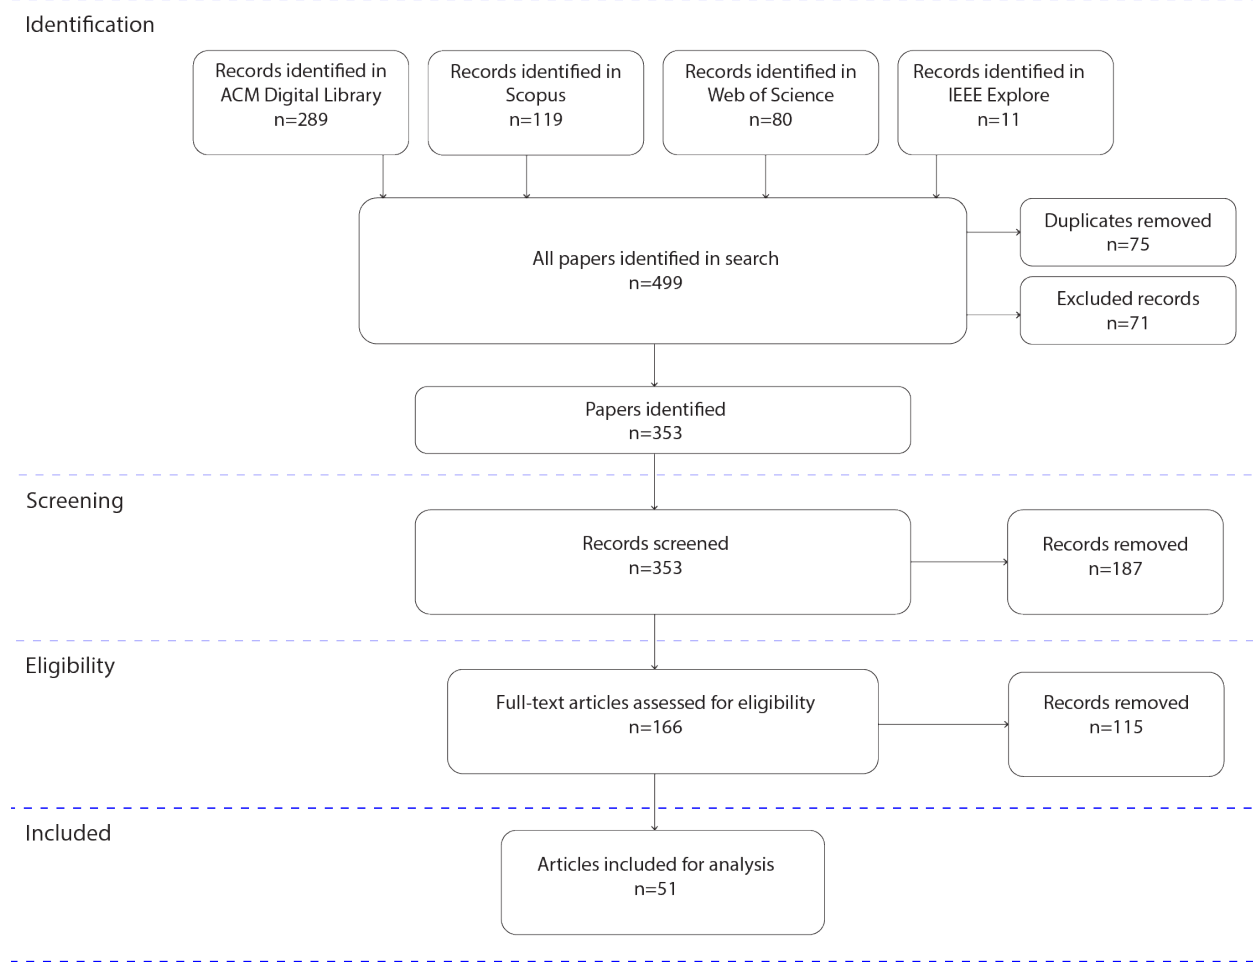 Identification
Records identified in
ACM Digital Library
n=289
Records identified in
Scopus
n=119
Records identified in
Web of Science
n=80
Records identified in
IEEE Explore
n=11
All papers identified in search
n=499
Duplicates removed
n=75
Excluded records
n=71
Papers identified
n=353
Screening
Records screened
n=353
Records removed
n=187
Eligibility
Full-text articles assessed for eligibility
n=166
Records removed
n=115
Included
Articles included for analysis
n=51